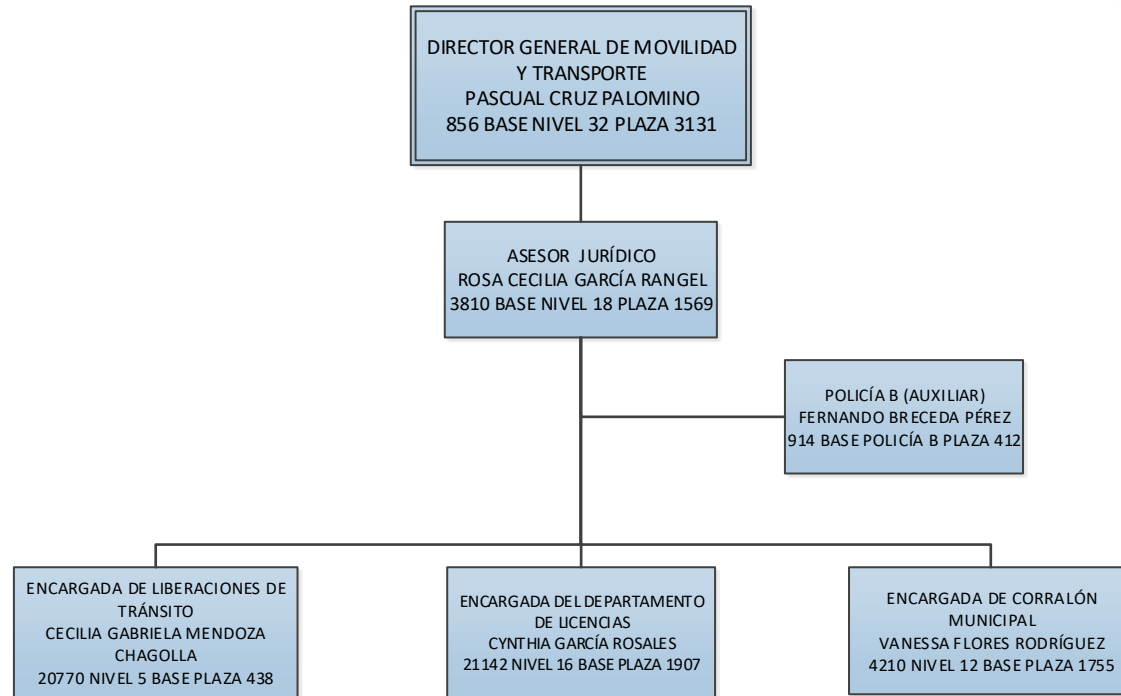 DIRECTOR GENERAL DE MOVILIDAD
Y TRANSPORTE
PASCUAL CRUZ PALOMINO
856 BASE NIVEL 32 PLAZA 3131
ASESOR JURÍDICO
ROSA CECILIA GARCÍA RANGEL
3810 BASE NIVEL 18 PLAZA 1569
POLICÍA B (AUXILIAR)
FERNANDO BRECEDA PÉREZ
914 BASE POLICÍA B PLAZA 412
ENCARGADA DE LIBERACIONES DE
TRÁNSITO
CECILIA GABRIELA MENDOZA
CHAGOLLA
20770 NIVEL 5 BASE PLAZA 438
ENCARGADA DEL DEPARTAMENTO
DE LICENCIAS
CYNTHIA GARCÍA ROSALES
21142 NIVEL 16 BASE PLAZA 1907
ENCARGADA DE CORRALÓN
MUNICIPAL
VANESSA FLORES RODRÍGUEZ
4210 NIVEL 12 BASE PLAZA 1755